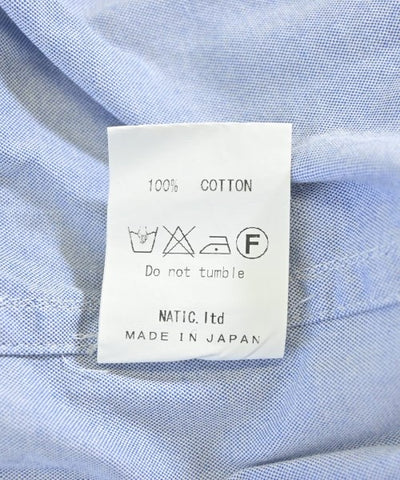 100% COTTON
F
Do not tumble
NATIC.ltd
MADE IN JAPAN